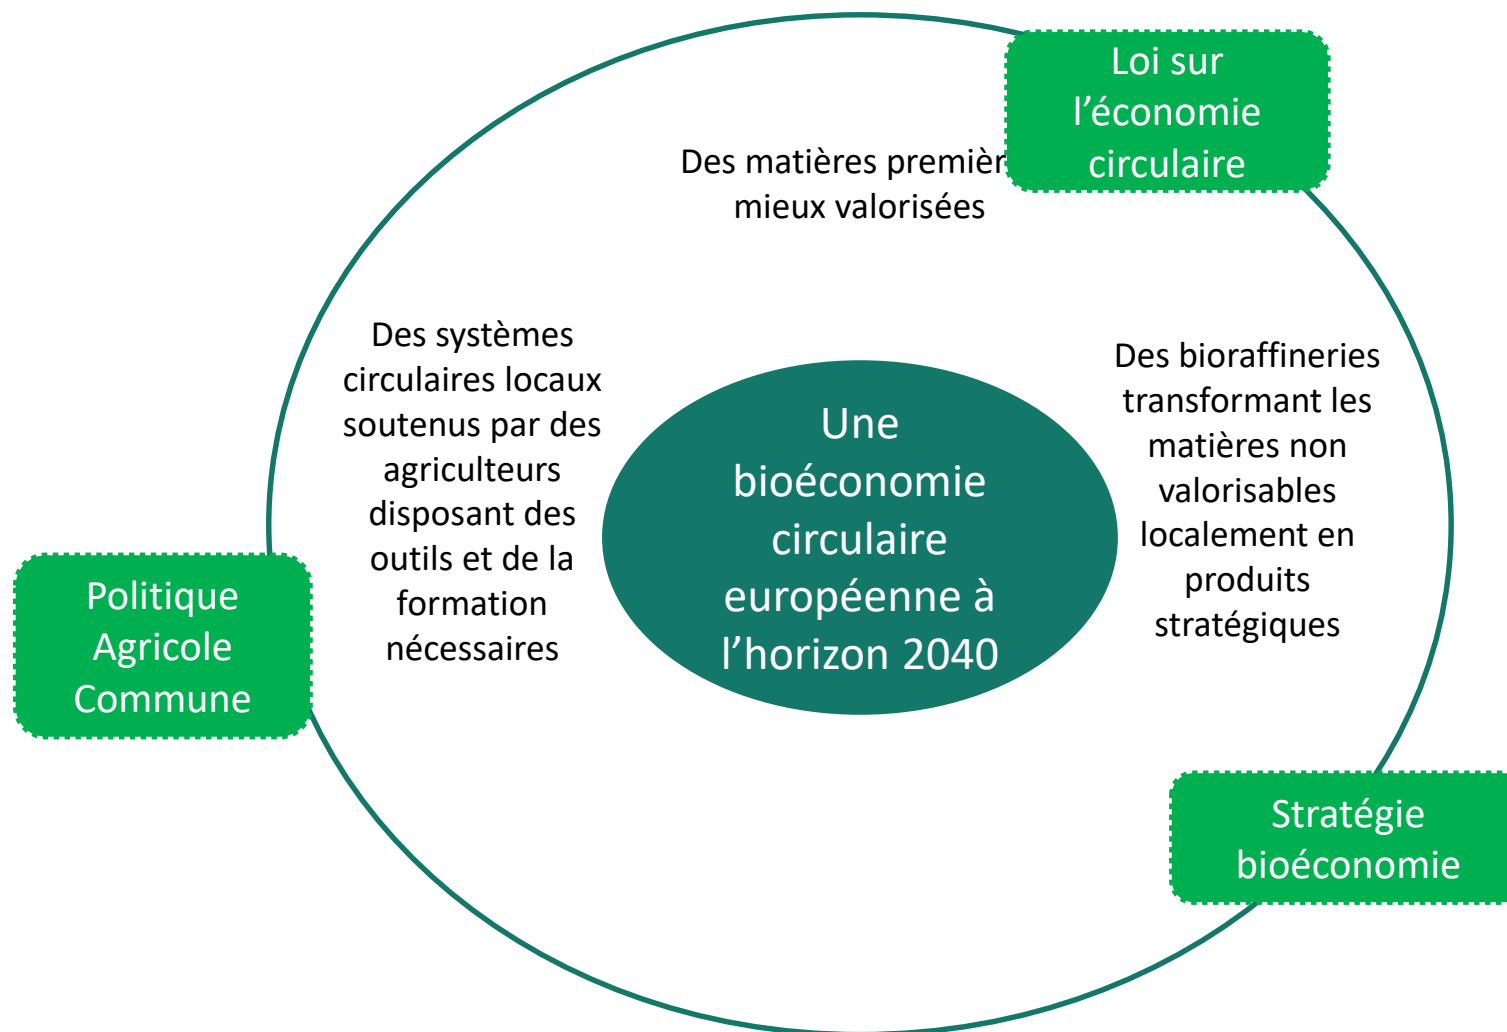 Loi sur
l’économie
circulaire
Des matières premièr
mieux valorisées
Des systèmes
circulaires locaux
soutenus par des
agriculteurs
disposant des
outils et de la
formation
nécessaires
Une
bioéconomie
circulaire
européenne à
l’horizon 2040
Des bioraffineries
transformant les
matières non
valorisables
localement en
produits
stratégiques
Politique
Agricole
Commune
Stratégie
bioéconomie